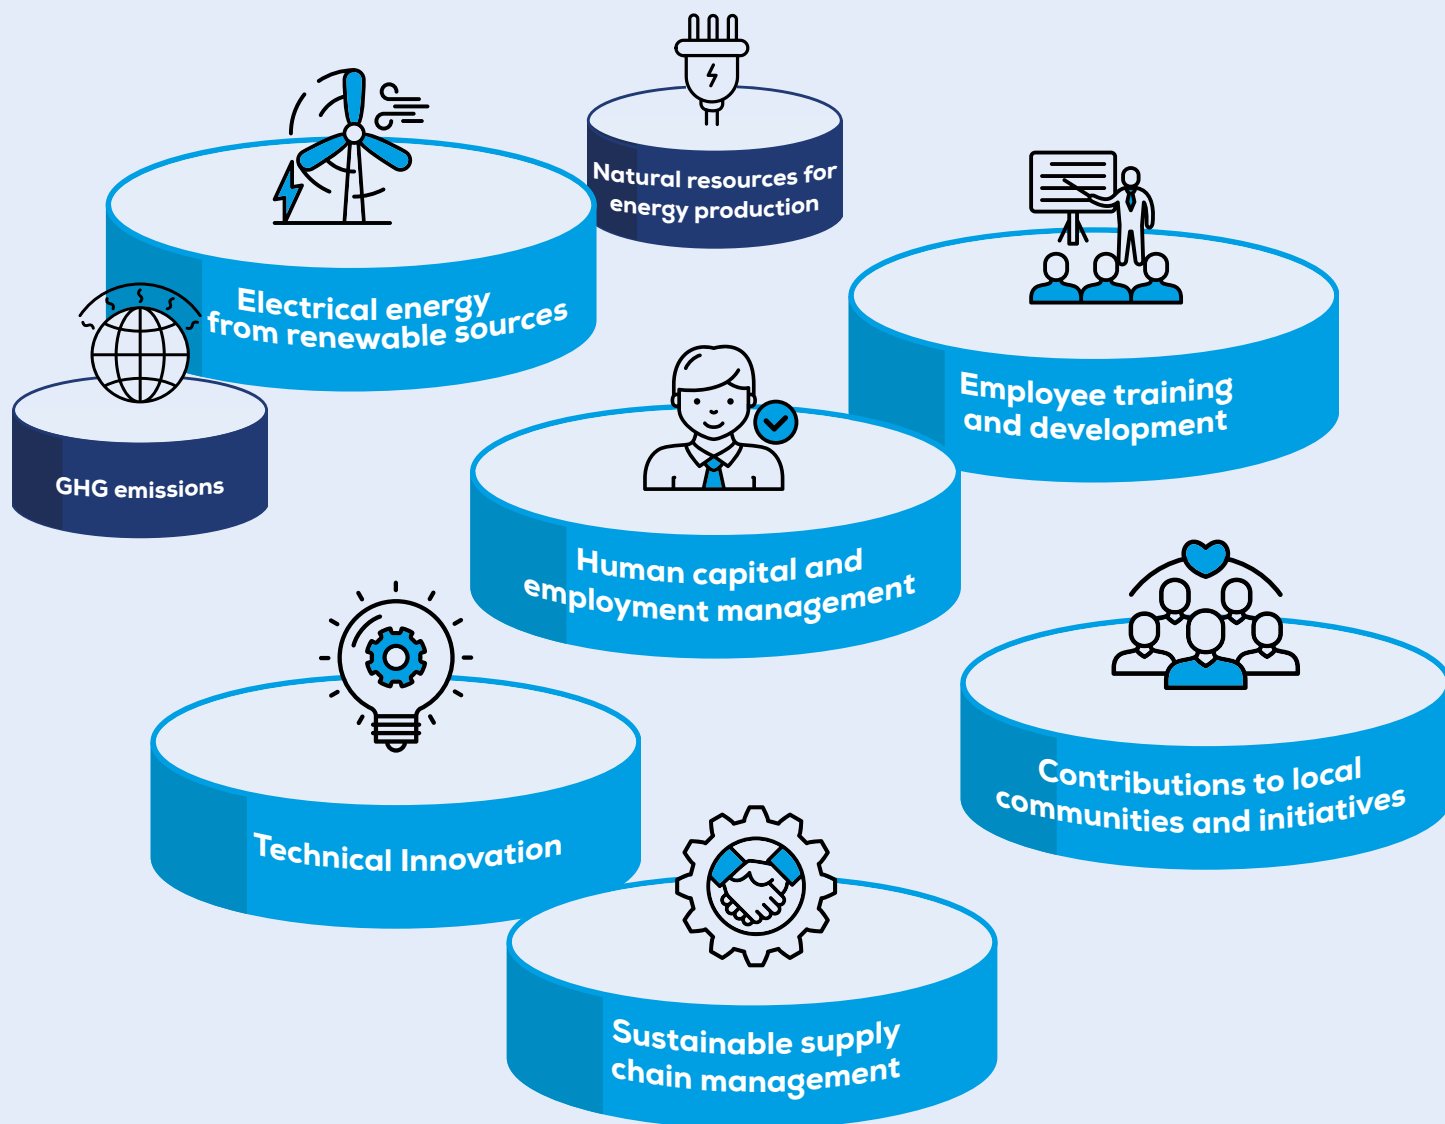 Natural resources for
energy production
Electrical energy
from renewable sources
Employee training
and development
GHG emissions
Human capital and
employment management
Contributions to local
communities and initiatives
Technical Innovation
Sustainable supply
chain management